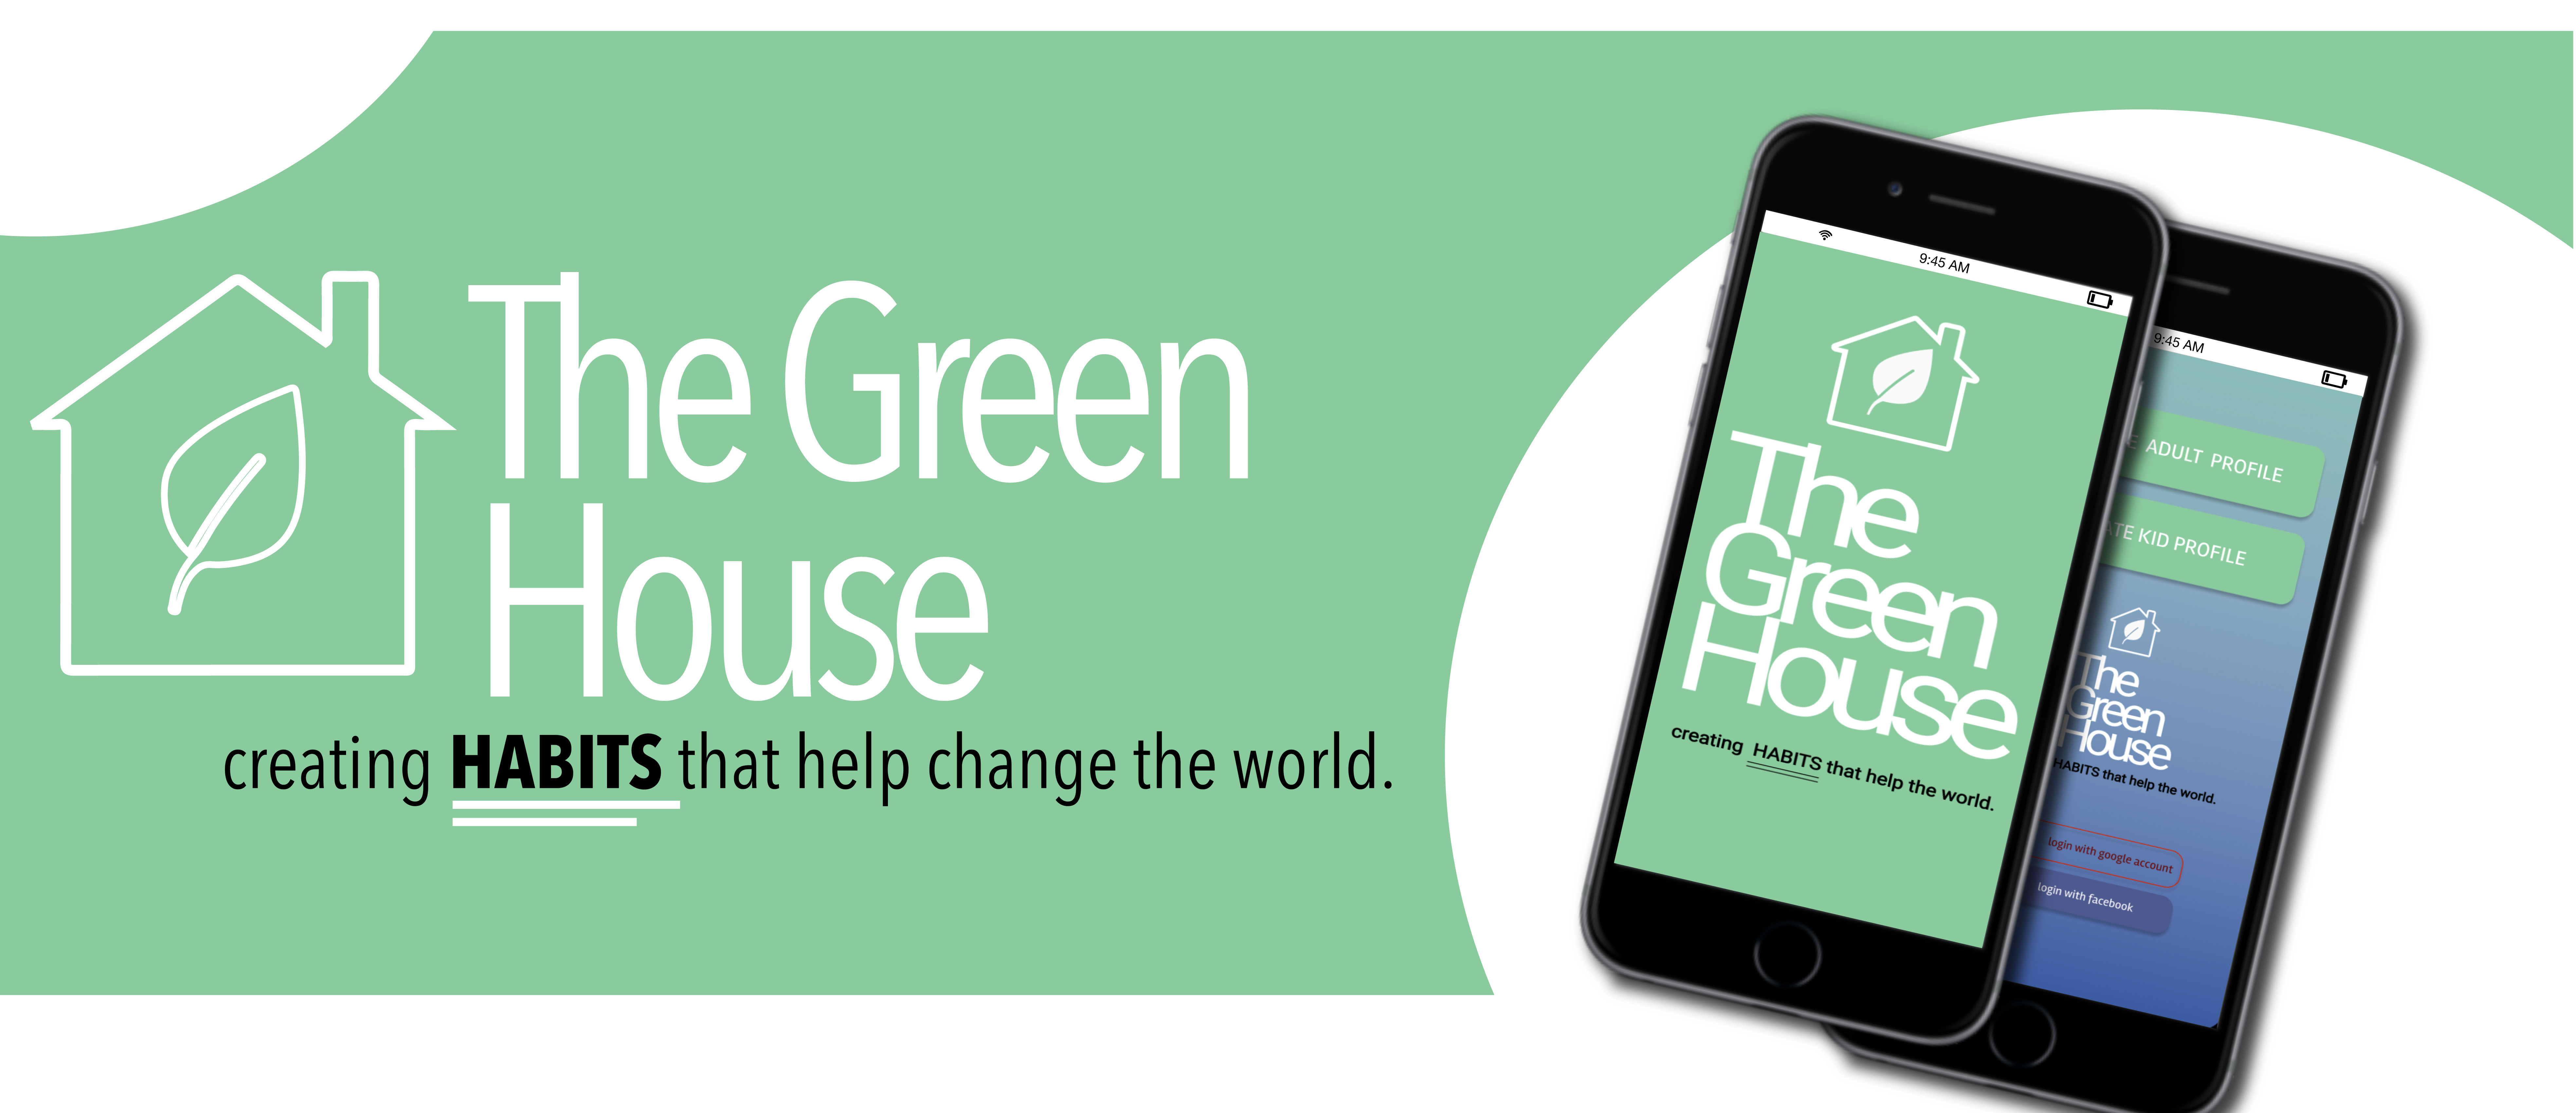 The Green
House
creating HABITS that help change the world.
9:45 AM
The
Green
House
creating HABITS that help the world.
9:45 AM
ADULT PROFILE
KID PROFILE
The
Green
House
HABITS that help the world.
login with google account
login with facebook